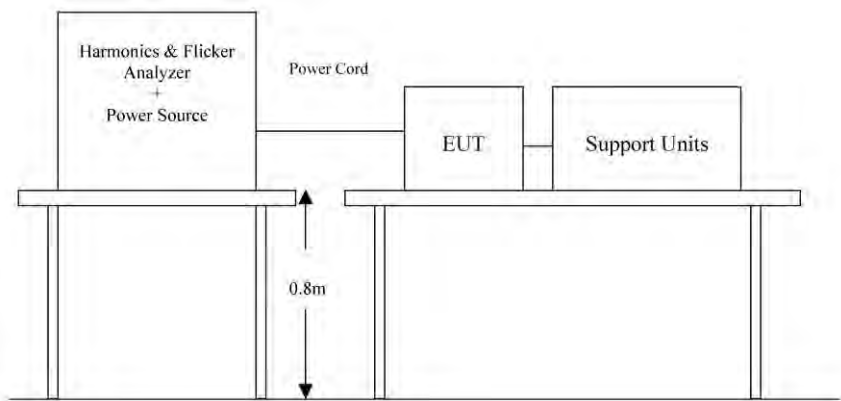 Harmonics & Flicker
Analyzer
+
Power Source
Power Cord
EUT
Support Units
0.8m